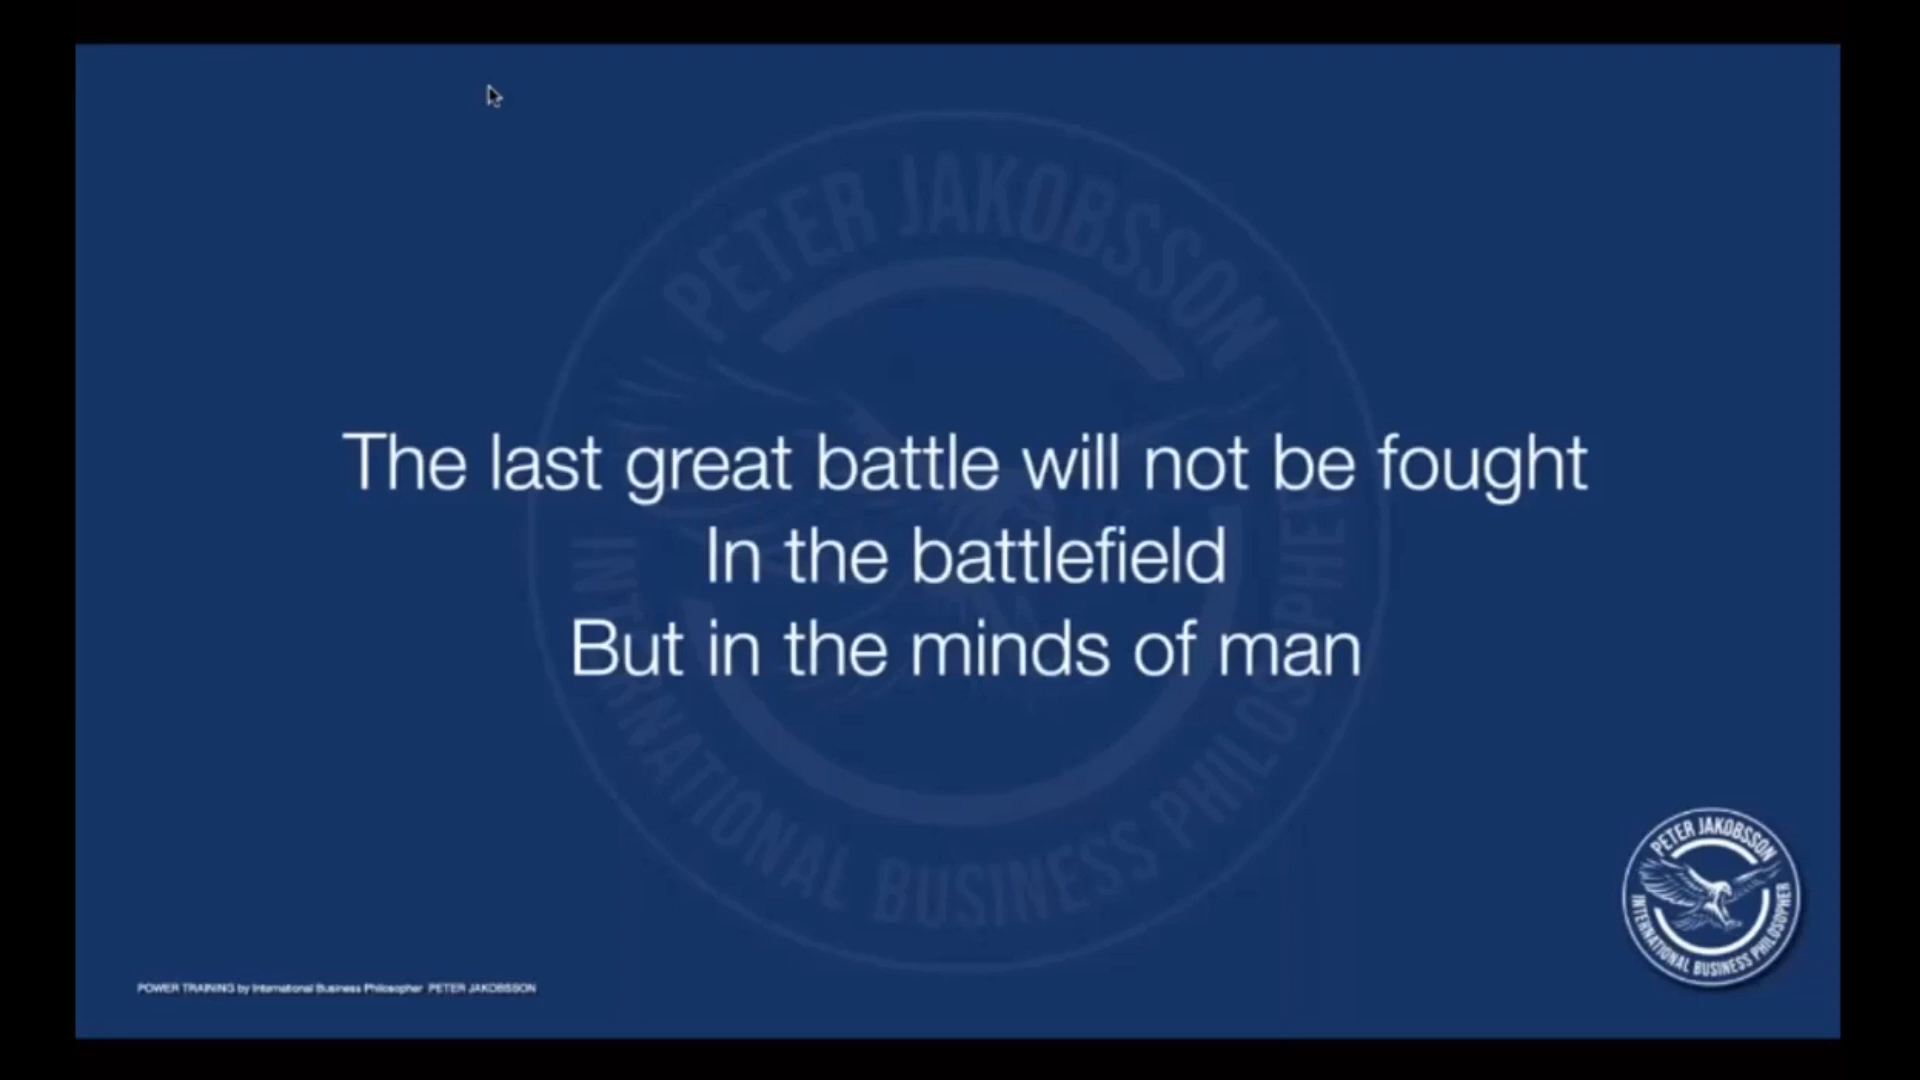 PETER JAKOBSSON
The last great battle will not be fought
In the battlefield
But in the minds of man
INTERNATIONAL BUSINESS PHILOSOPHER
PETER JAKOBSSON
INTERNATIONAL BUSINESS PHILOSOPHER
POWER TRAINING by International Business Philosopher PETER JAKOBSSON